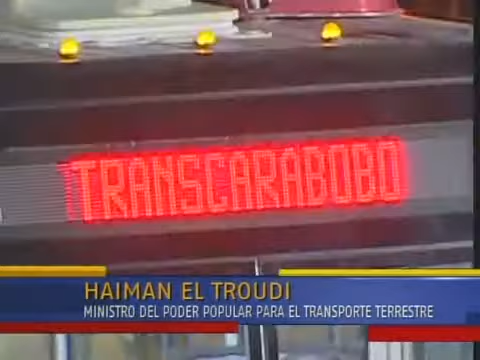 TRANSCARABOBO
HAIMAN EL TROUDI
MINISTRO DEL PODER POPULAR PARA EL TRANSPORTE TERRESTRE